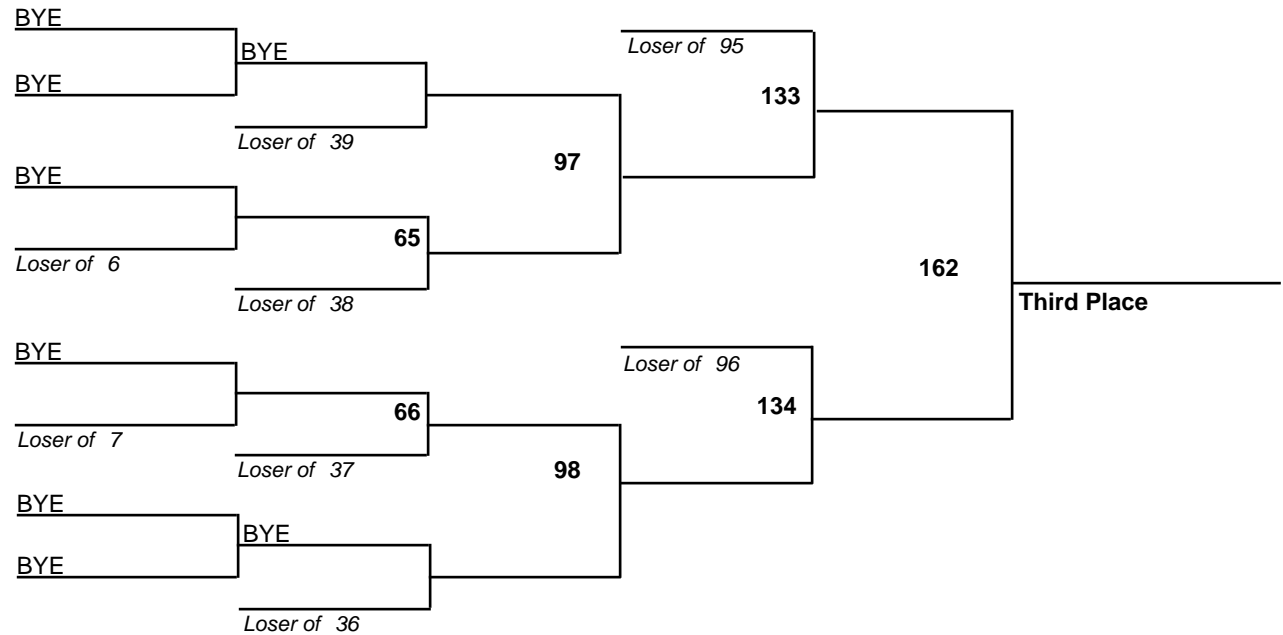 BYE
BYE
BYE
Loser of 39
BYE
Loser of 6
65
Loser of 38
97
Loser of 95
133
BYE
Loser of 7
66
Loser of 37
BYE
BYE
BYE
Loser of 36
98
Loser of 96
134
162
Third Place